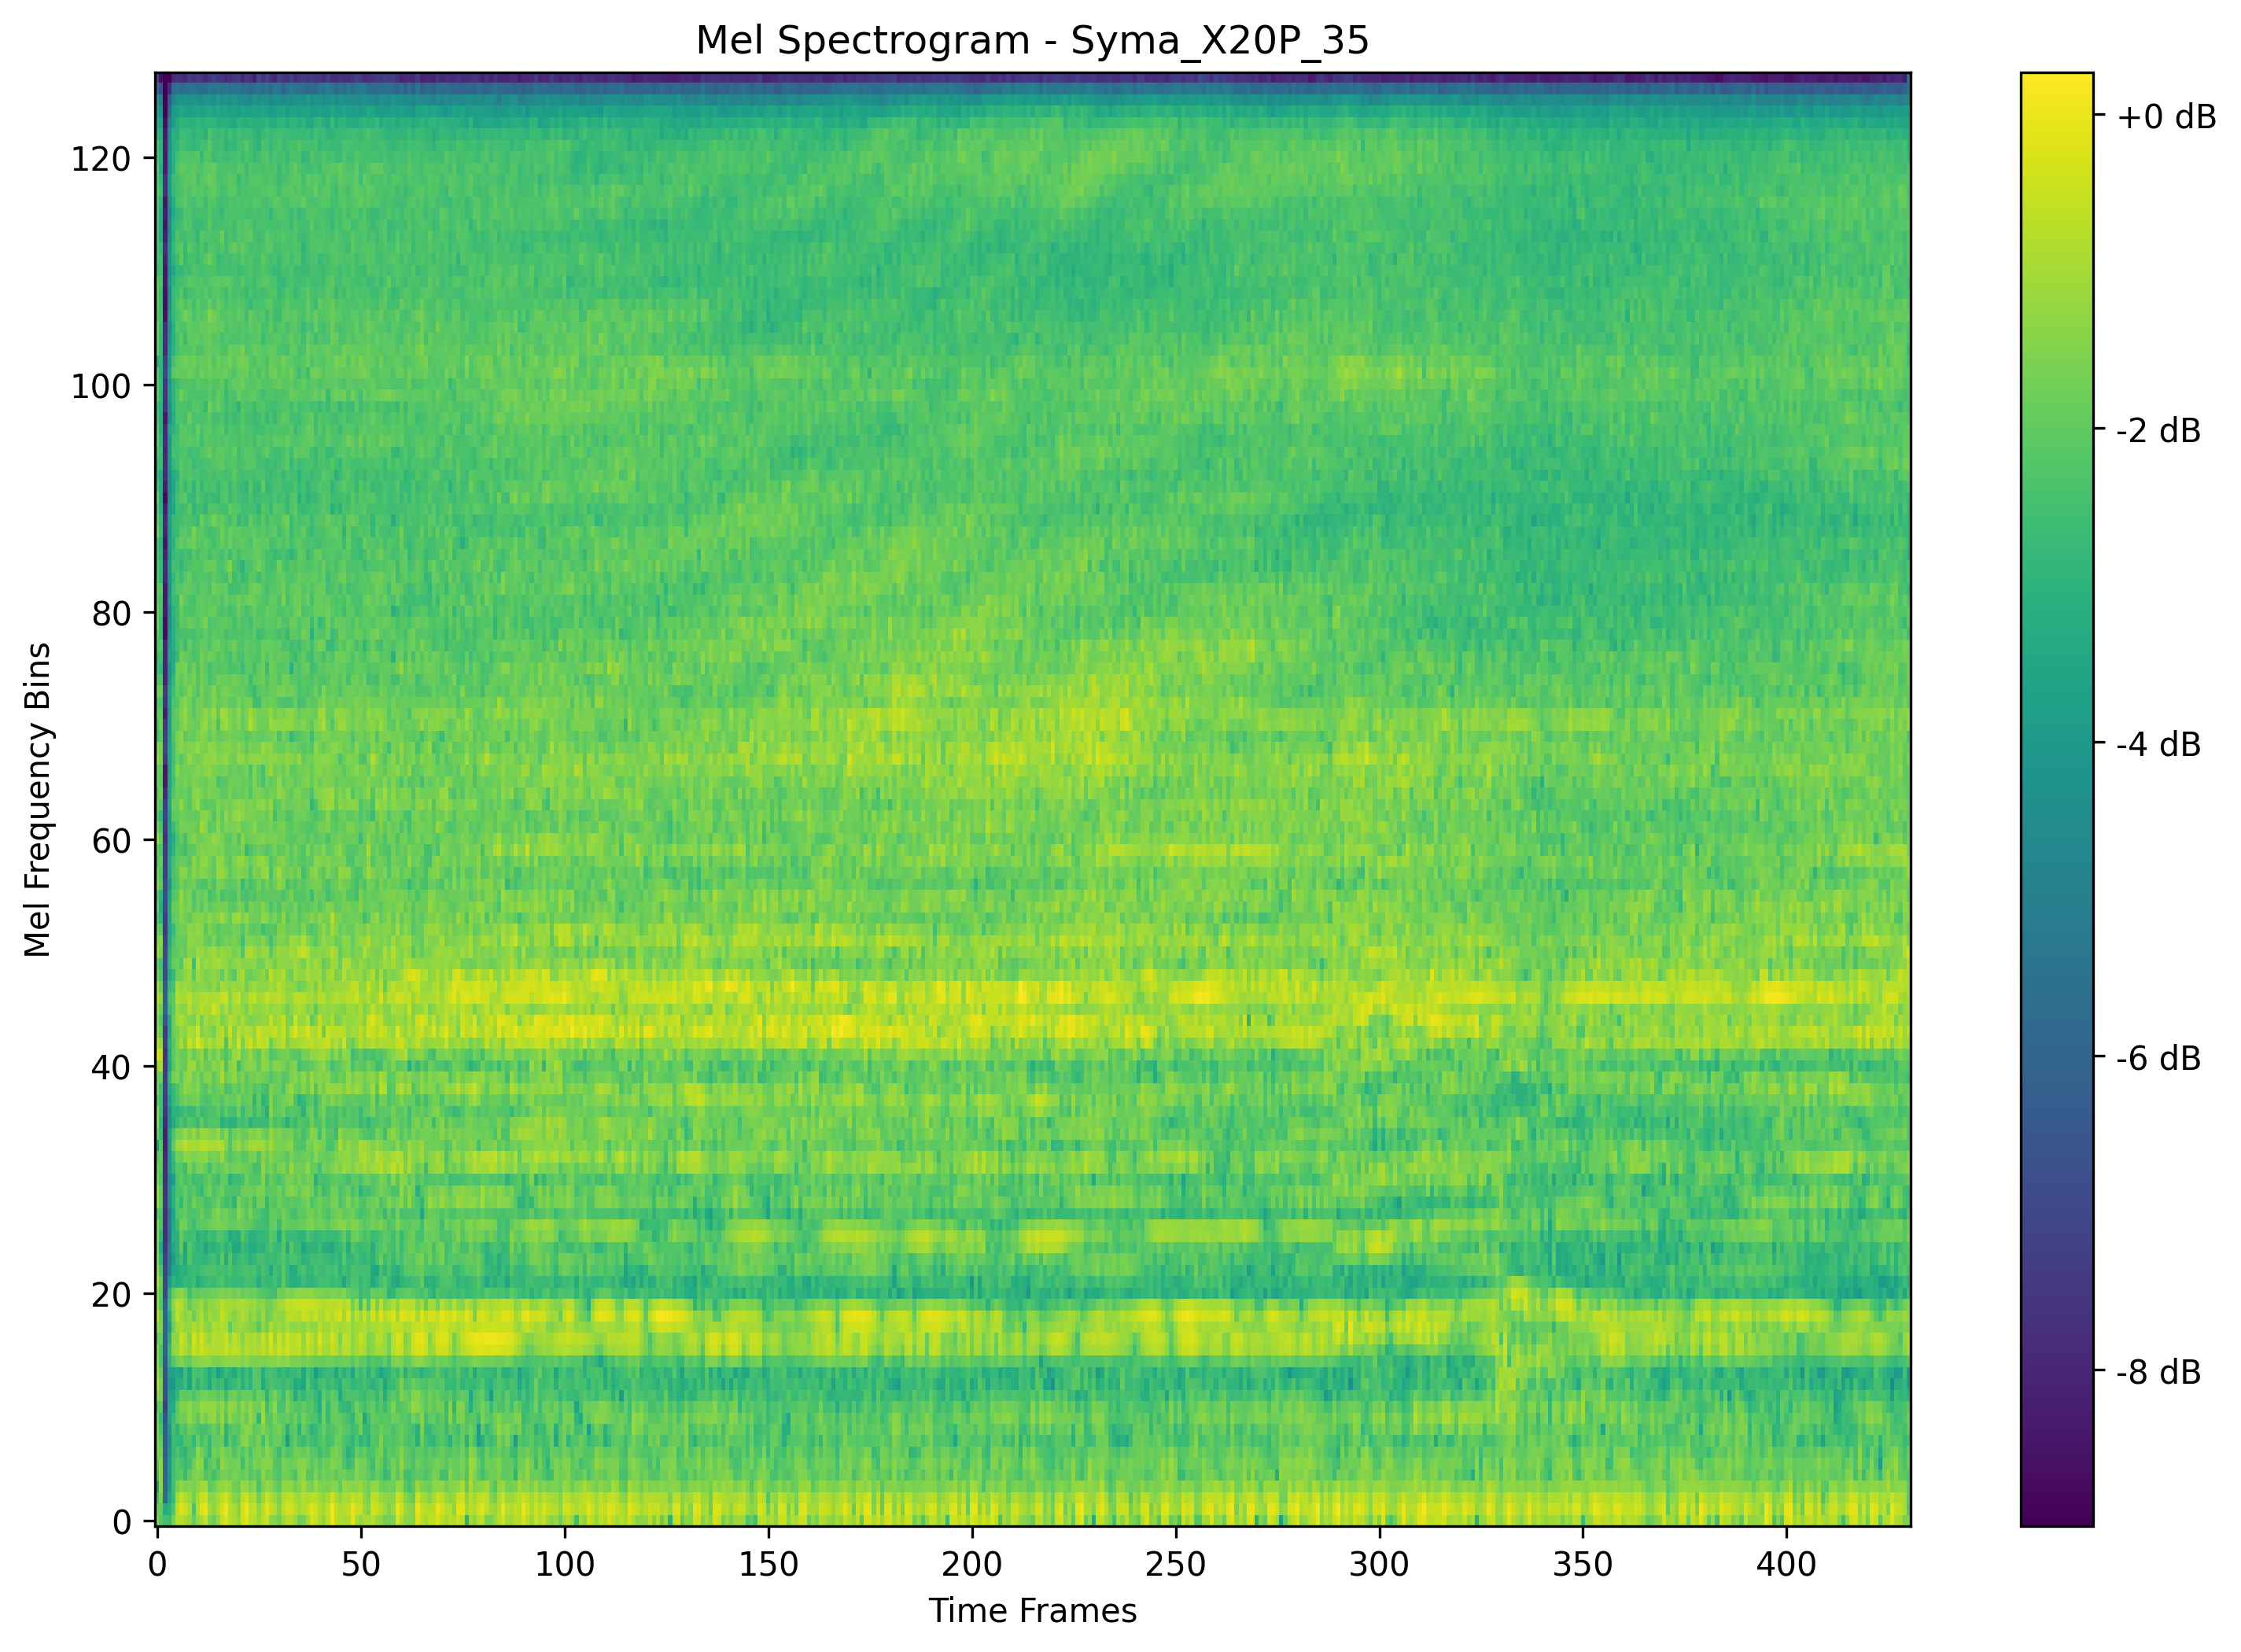 Mel Spectrogram - Syma_X20P_35
Mel Frequency Bins
120
100
80
60
40
20
0
0 50 100 150 200 250 300 350 400
Time Frames
+0 dB
-2 dB
-4 dB
-6 dB
-8 dB